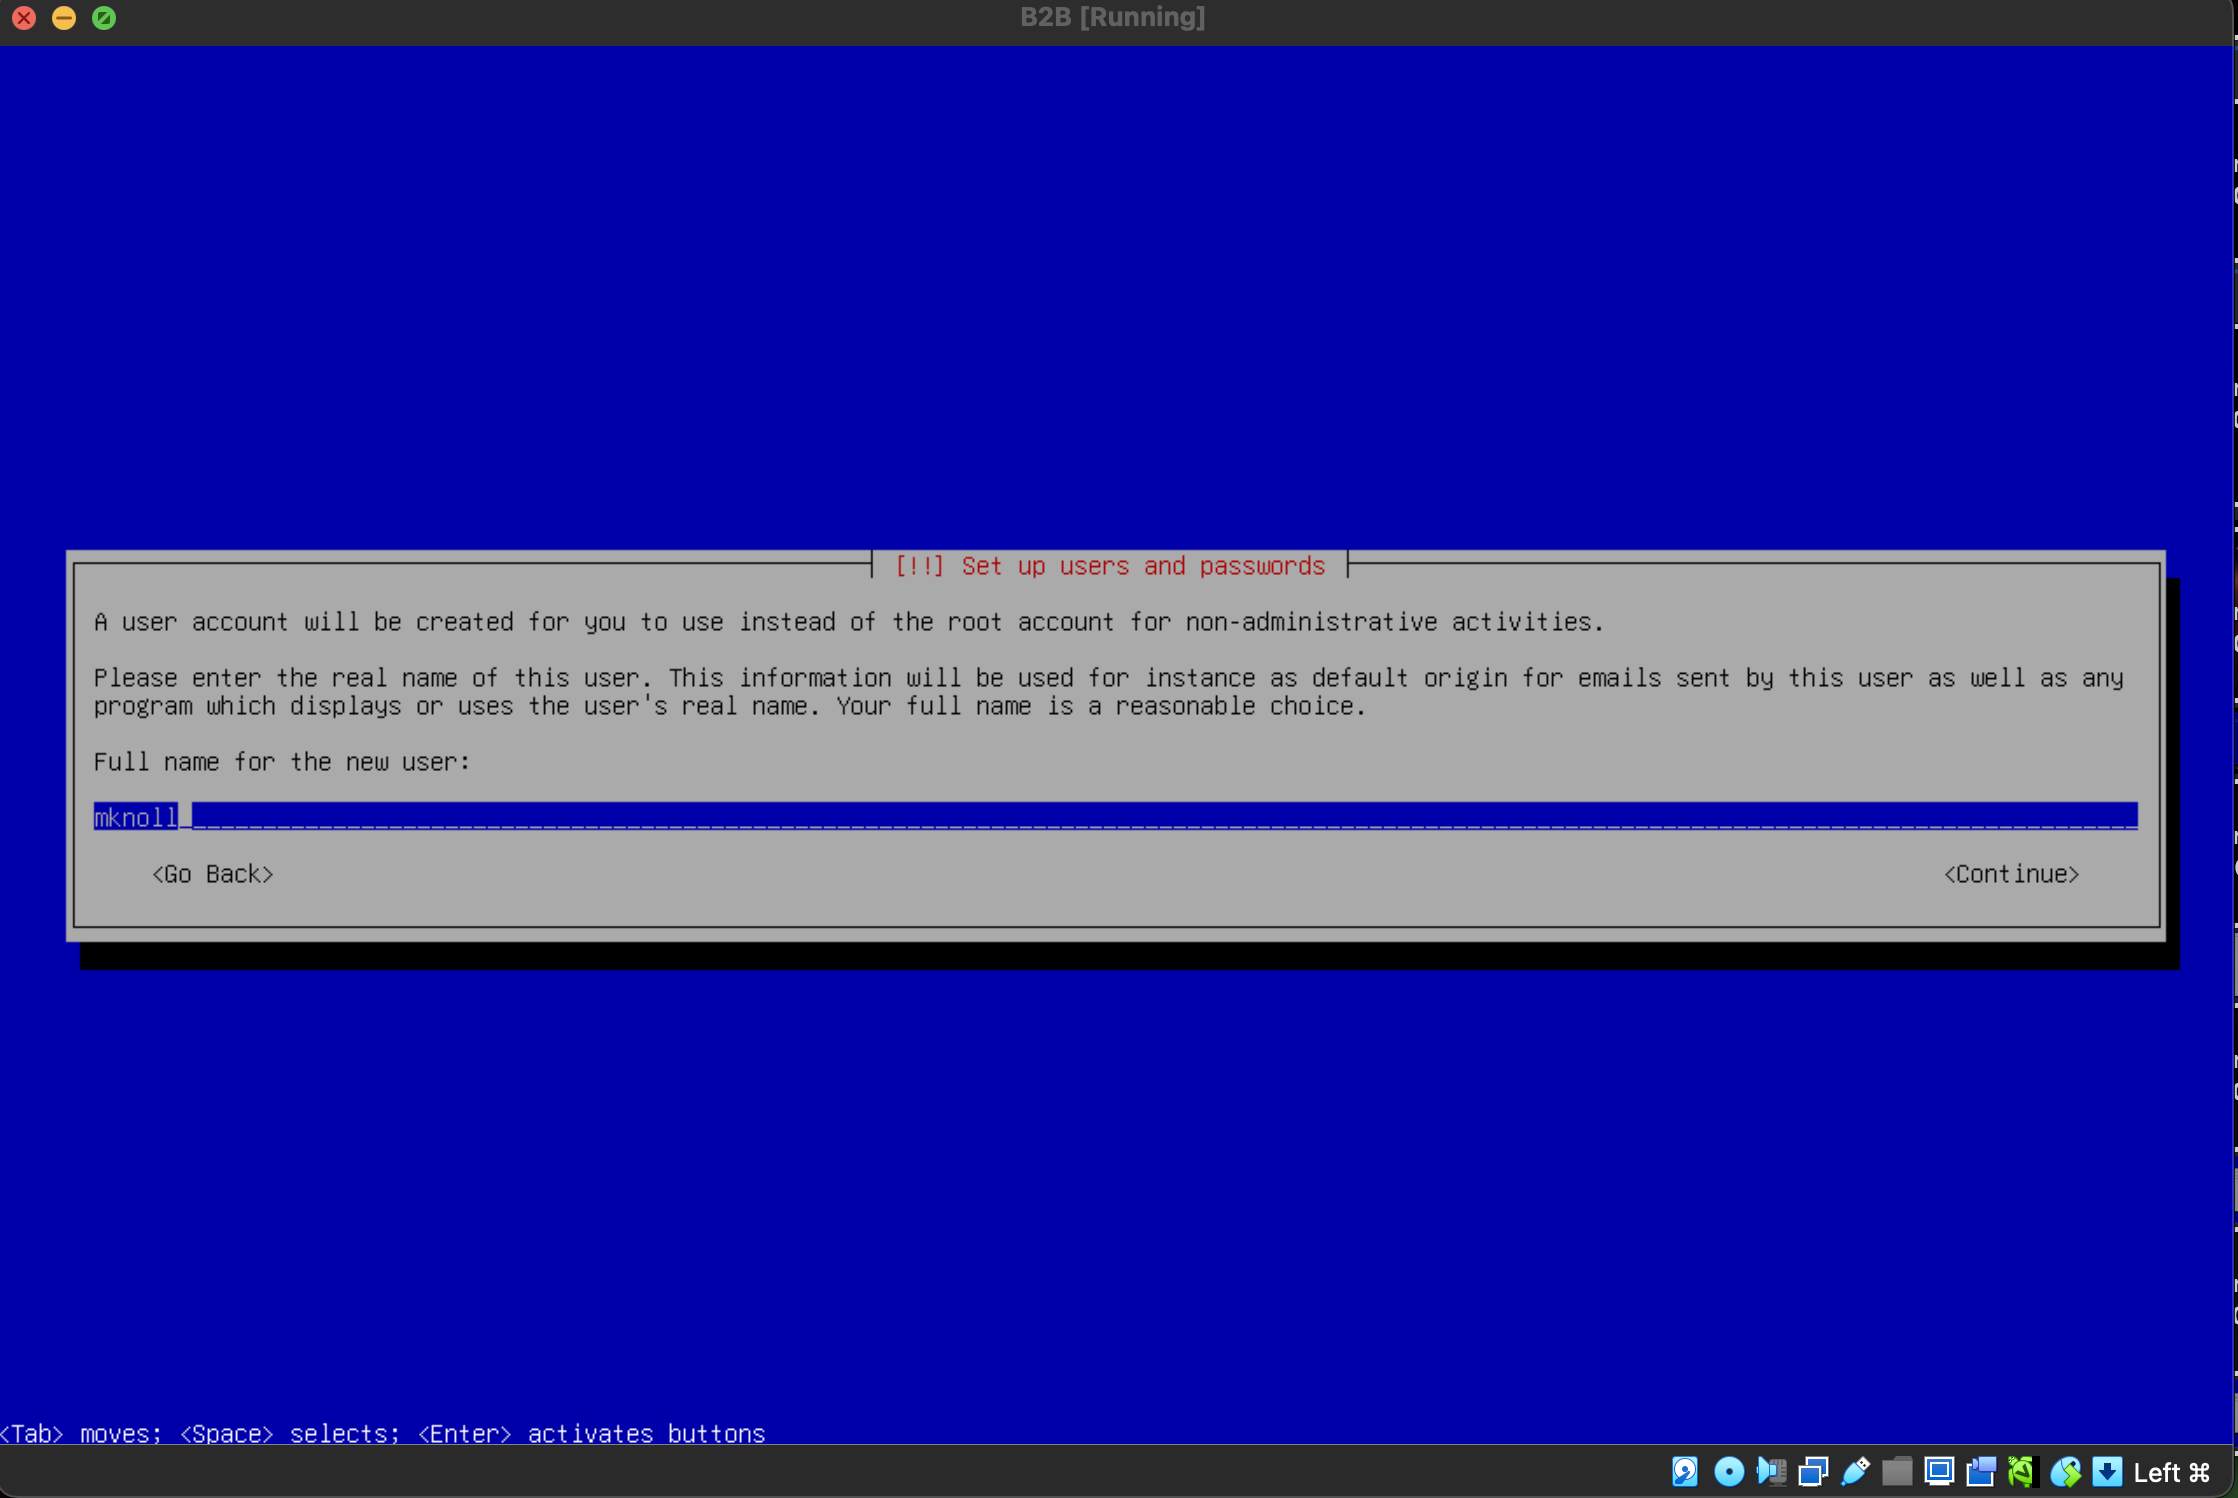 B2B [Running]
[!!] Set up users and passwords
A user account will be created for you to use instead of the root account for non-administrative activities.
Please enter the real name of this user. This information will be used for instance as default origin for emails sent by this user as well as any
program which displays or uses the user's real name. Your full name is a reasonable choice.
Full name for the new user:
mknoll
<Go Back>
<Continue>
<Tab> moves; <Space> selects; <Enter> activates buttons
Left ⌘